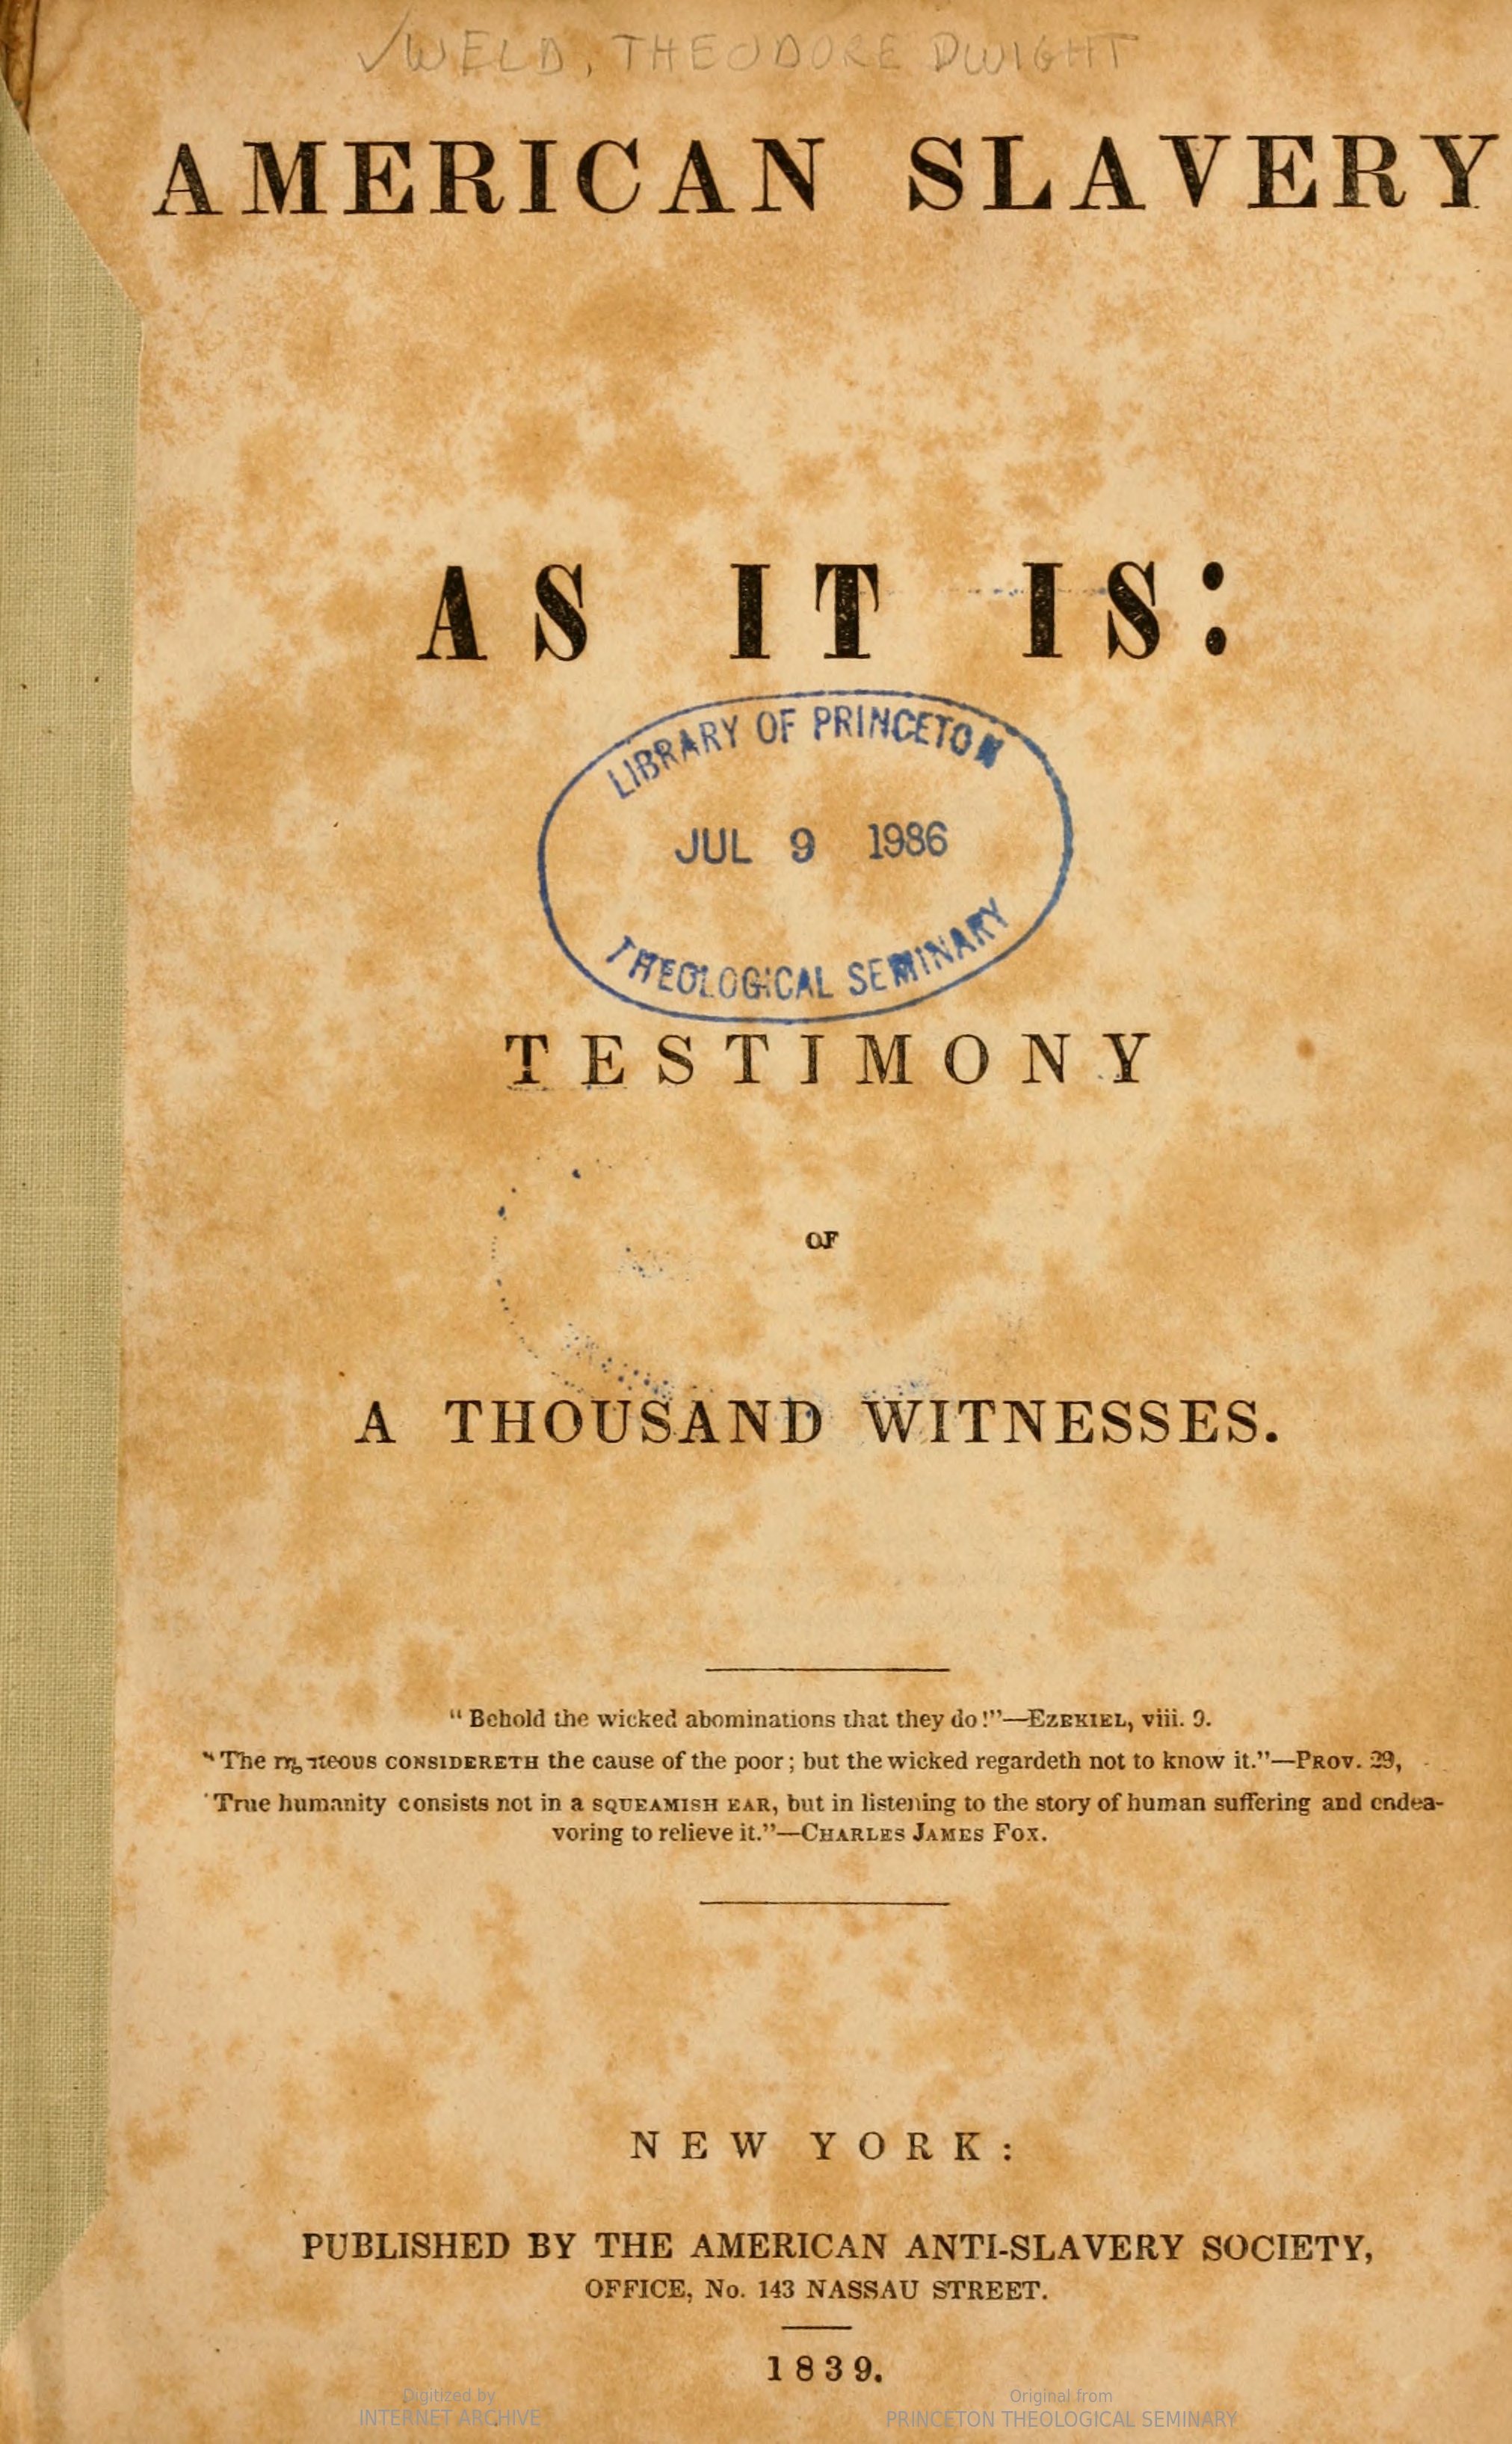 WELD, THEODORE DWIGHT
AMERICAN SLAVERY
AS IT IS:
LIBRARY OF PRINCETON
JUL 9 1986
THEOLOGICAL SEMINARY
TESTIMONY
OF
A THOUSAND WITNESSES.
“Behold the wicked abominations that they do!”—EZEKIEL, viii. 9.
“The CONSIDERETH the cause of the poor; but the wicked regardeth not to know it.”—PROV. 29,
'True humanity consists not in a SQUEAMISH EAR, but in listening to the story of human suffering and endea-
voring to relieve it.”—CHARLES JAMES FOX.
NEW YORK:
PUBLISHED BY THE AMERICAN ANTI-SLAVERY SOCIETY,
OFFICE, No. 143 NASSAU STREET.
1839.
Digitized by
INTERNET ARCHIVE
Original from
PRINCETON THEOLOGICAL SEMINARY